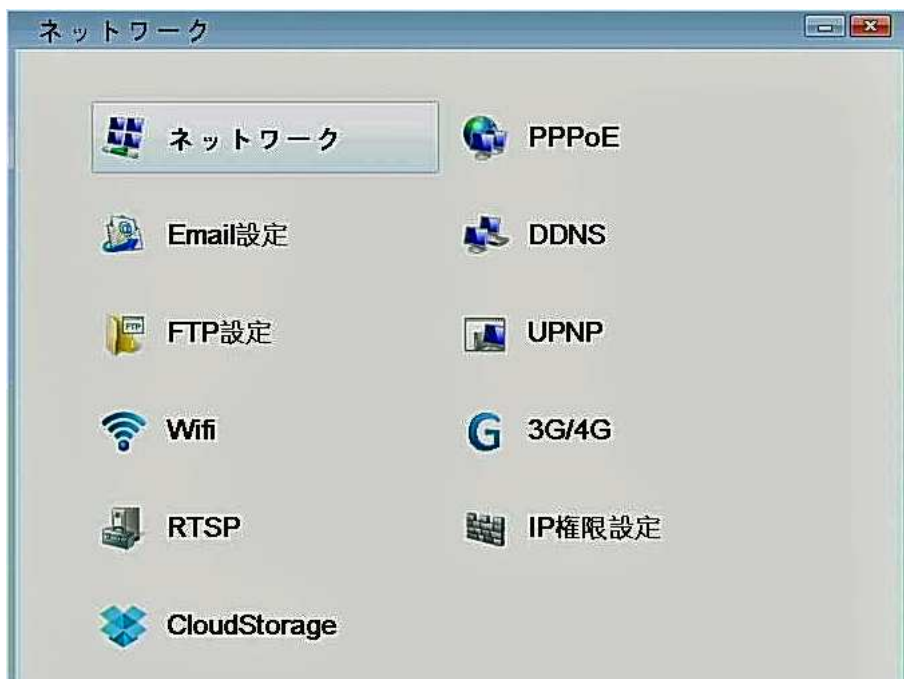 ネットワーク
ネットワーク
PPPoE
Email設定
DDNS
FTP設定
UPNP
Wifi
3G/4G
RTSP
IP権限設定
CloudStorage